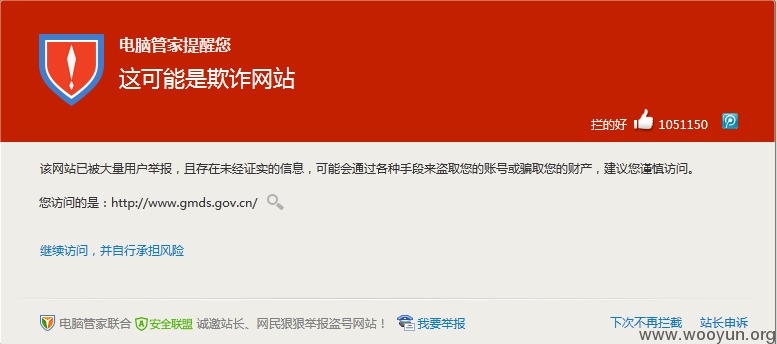 电脑管家提醒您
这可能是欺诈网站
拦的好 1051150
该网站已被大量用户举报，且存在未经证实的信息，可能会通过各种手段来盗取您的账号或骗取您的财产，建议您谨慎访问。
您访问的是：http://www.gmds.gov.cn/
继续访问，并自行承担风险
电脑管家联合 安全联盟 诚邀站长、网民狠狠举报盗号网站！ 我要举报 下次不再拦截 站长申诉
www.wooyun.org